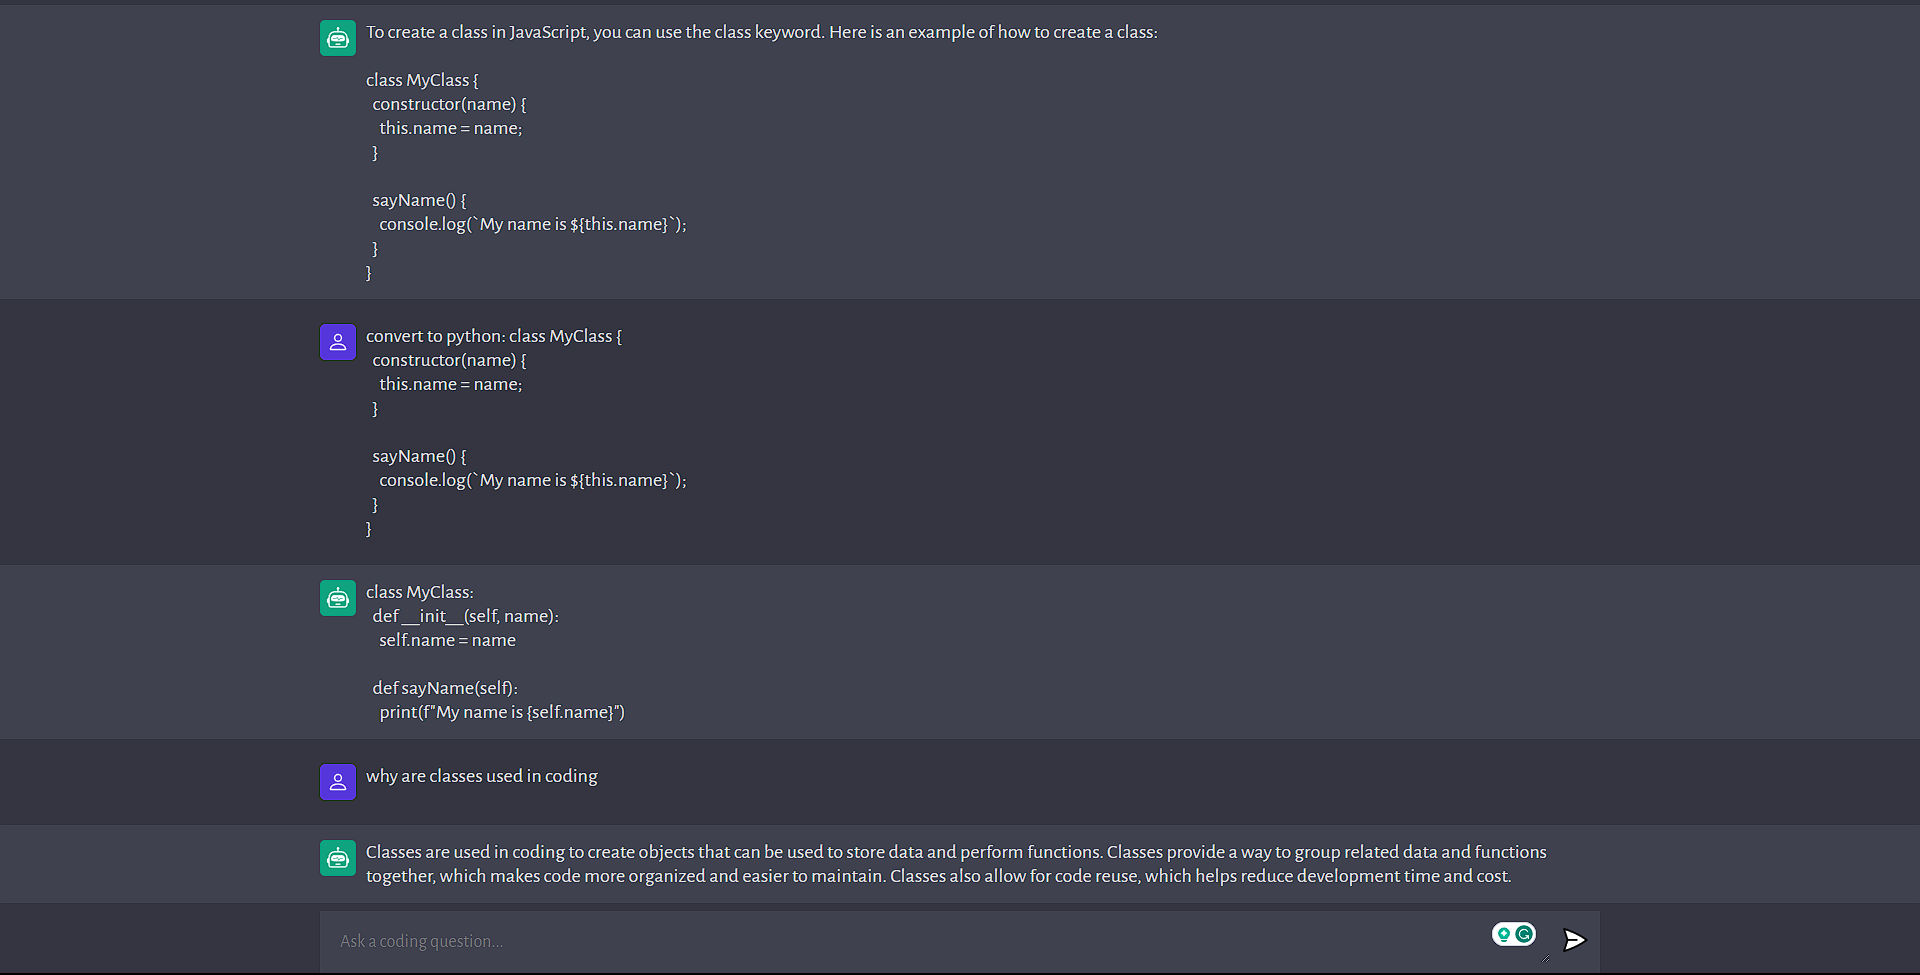 To create a class in JavaScript, you can use the class keyword. Here is an example of how to create a class:
class MyClass {
constructor(name) {
this.name = name;
}
sayName() {
console.log(`My name is ${this.name}`);
}
}
convert to python: class MyClass {
constructor(name) {
this.name = name;
}
sayName() {
console.log(`My name is ${this.name}`);
}
}
class MyClass:
def __init__(self, name):
self.name = name
def sayName(self):
print(f"My name is {self.name}")
why are classes used in coding
Classes are used in coding to create objects that can be used to store data and perform functions. Classes provide a way to group related data and functions
together, which makes code more organized and easier to maintain. Classes also allow for code reuse, which helps reduce development time and cost.
Ask a coding question...